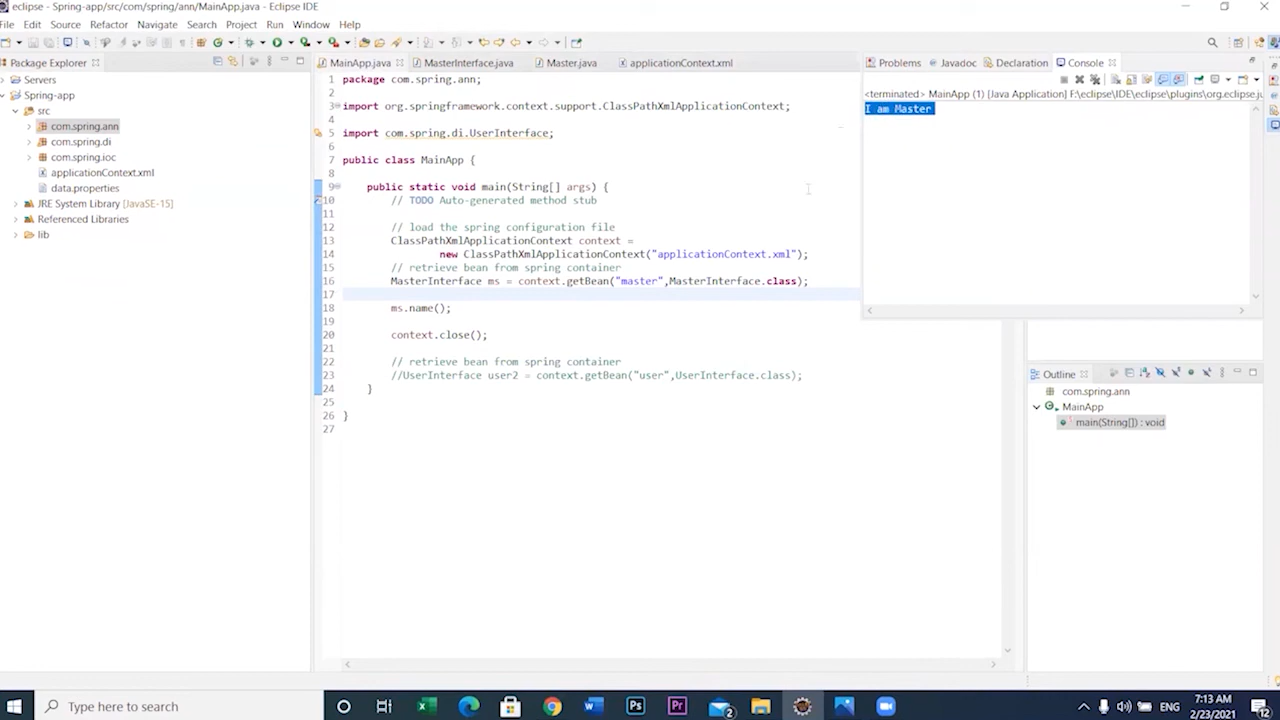 eclipse - Spring-app/src/com/spring/ann/MainApp.java - Eclipse IDE
File Edit Source Refactor Navigate Search Project Run Window Help
Package Explorer
Servers
Spring-app
src
com.spring.ann
com.spring.di
com.spring.ioc
applicationContext.xml
data.properties
JRE System Library [JavaSE-15]
Referenced Libraries
lib
MainApp.java MasterInterface.java Master.java applicationContext.xml
1 package com.spring.ann;
2
3 import org.springframework.context.support.ClassPathXmlApplicationContext;
4
5 import com.spring.di.UserInterface;
6
7 public class MainApp {
8
9 public static void main(String[] args) {
10 // TODO Auto-generated method stub
11
12 // load the spring configuration file
13 ClassPathXmlApplicationContext context =
14 new ClassPathXmlApplicationContext("applicationContext.xml");
15 // retrieve bean from spring container
16 MasterInterface ms = context.getBean("master",MasterInterface.class);
17
18 ms.name();
19
20 context.close();
21
22 // retrieve bean from spring container
23 //UserInterface user2 = context.getBean("user",UserInterface.class);
24 }
25
26 }
27
Problems Javadoc Declaration Console
<terminated> MainApp (1) [Java Application] F:\eclipse\IDE\eclipse\plugins\org.eclipse.ju
I am Master
Outline
com.spring.ann
MainApp
main(String[]) : void
Type here to search
ENG
7:13 AM
2/23/2021
2
12